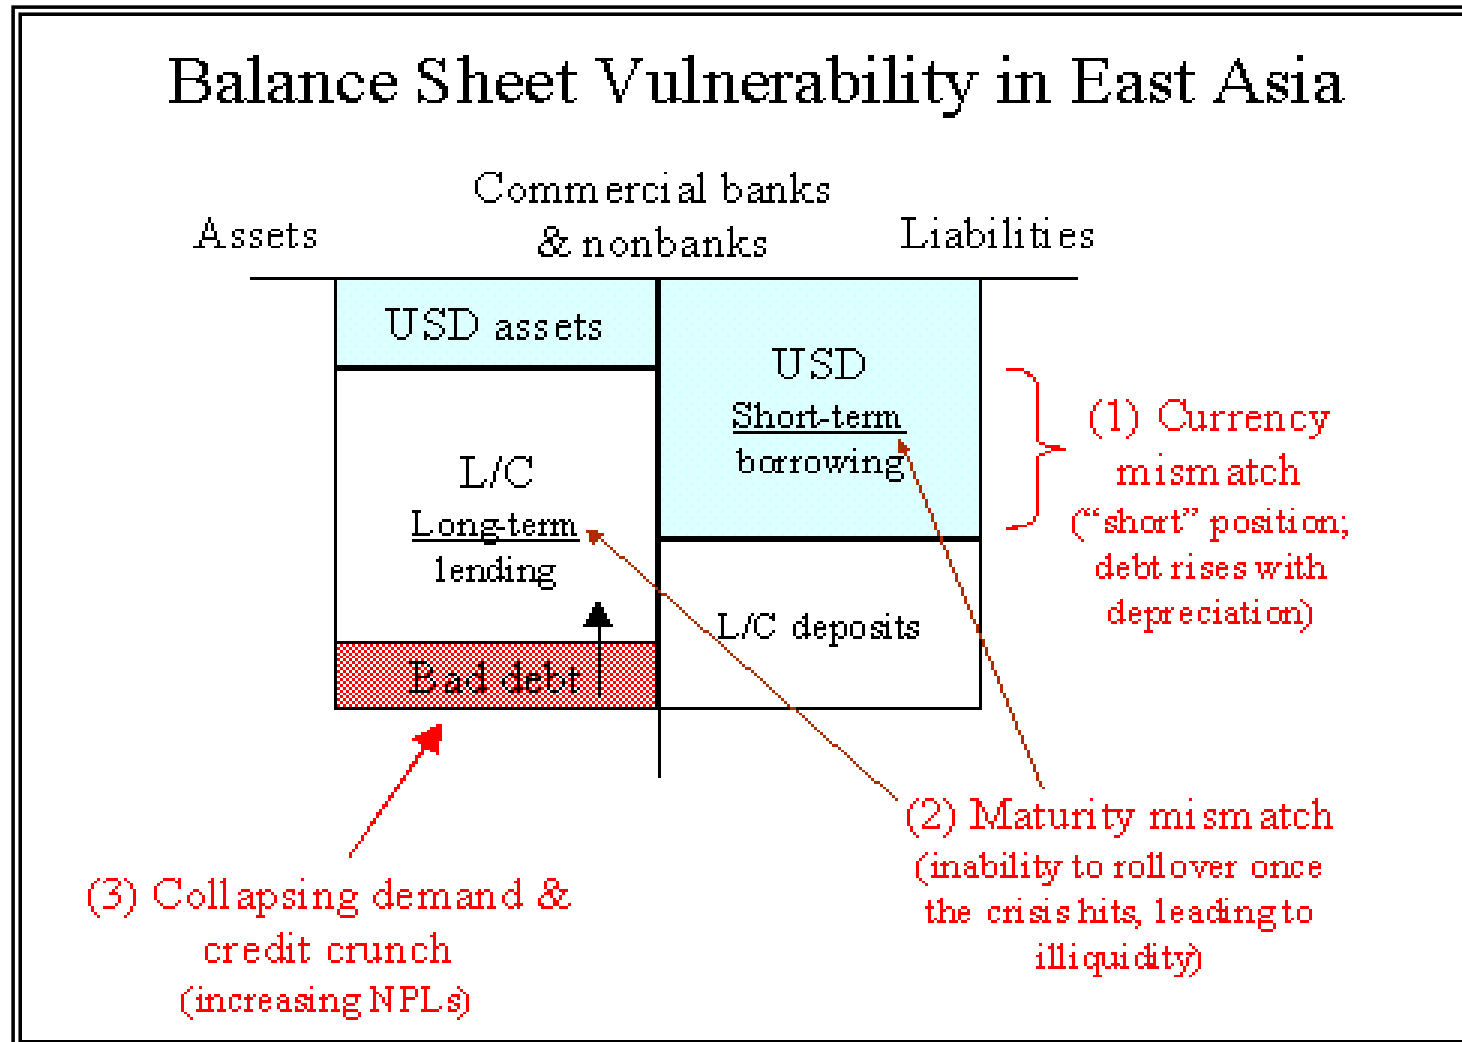 Balance Sheet Vulnerability in East Asia
Commercial banks
& nonbanks
Assets
Liabilities
USD assets
USD
Short-term
borrowing
L/C
Long-term
lending
L/C deposits
Bad debt
(1) Currency
mismatch
(“short” position;
debt rises with
depreciation)
(2) Maturity mismatch
(inability to rollover once
the crisis hits, leading to
illiquidity)
(3) Collapsing demand &
credit crunch
(increasing NPLs)